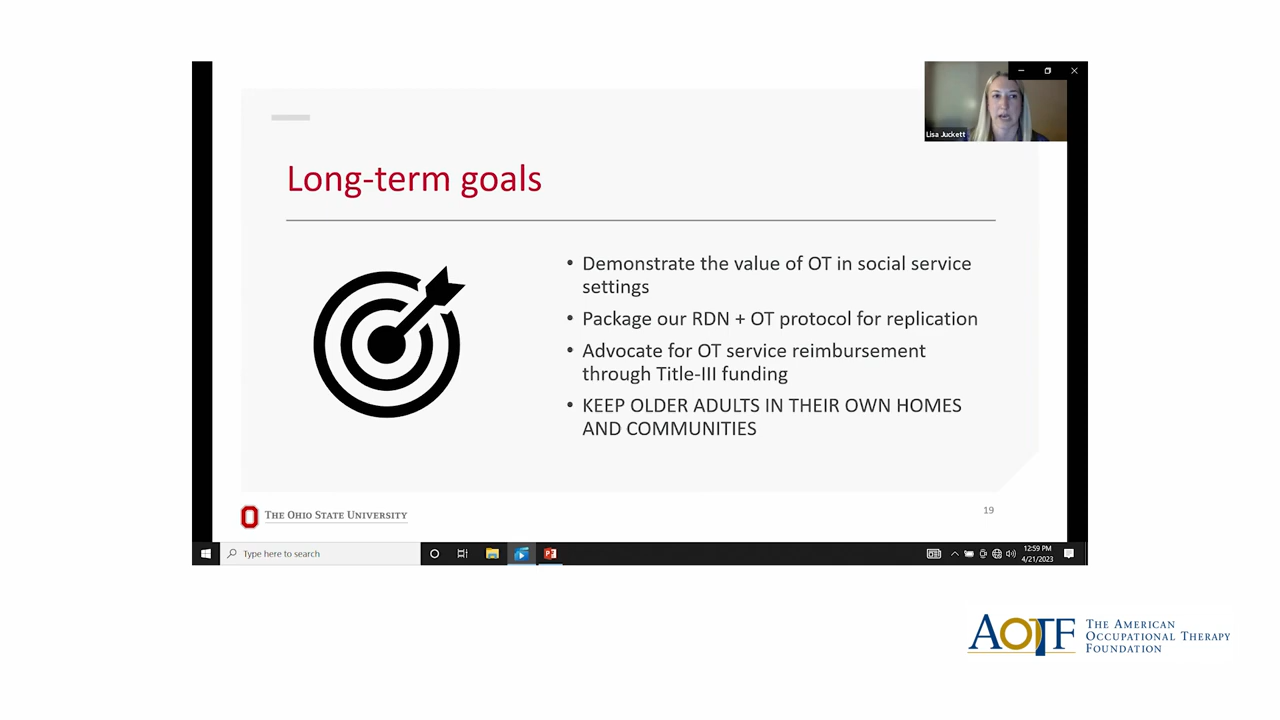 Lisa Juckett
Long-term goals
• Demonstrate the value of OT in social service
settings
• Package our RDN + OT protocol for replication
• Advocate for OT service reimbursement
through Title-III funding
• KEEP OLDER ADULTS IN THEIR OWN HOMES
AND COMMUNITIES
THE OHIO STATE UNIVERSITY
19
Type here to search
12:59 PM
4/21/2023
AOTF
THE AMERICAN
OCCUPATIONAL THERAPY
FOUNDATION